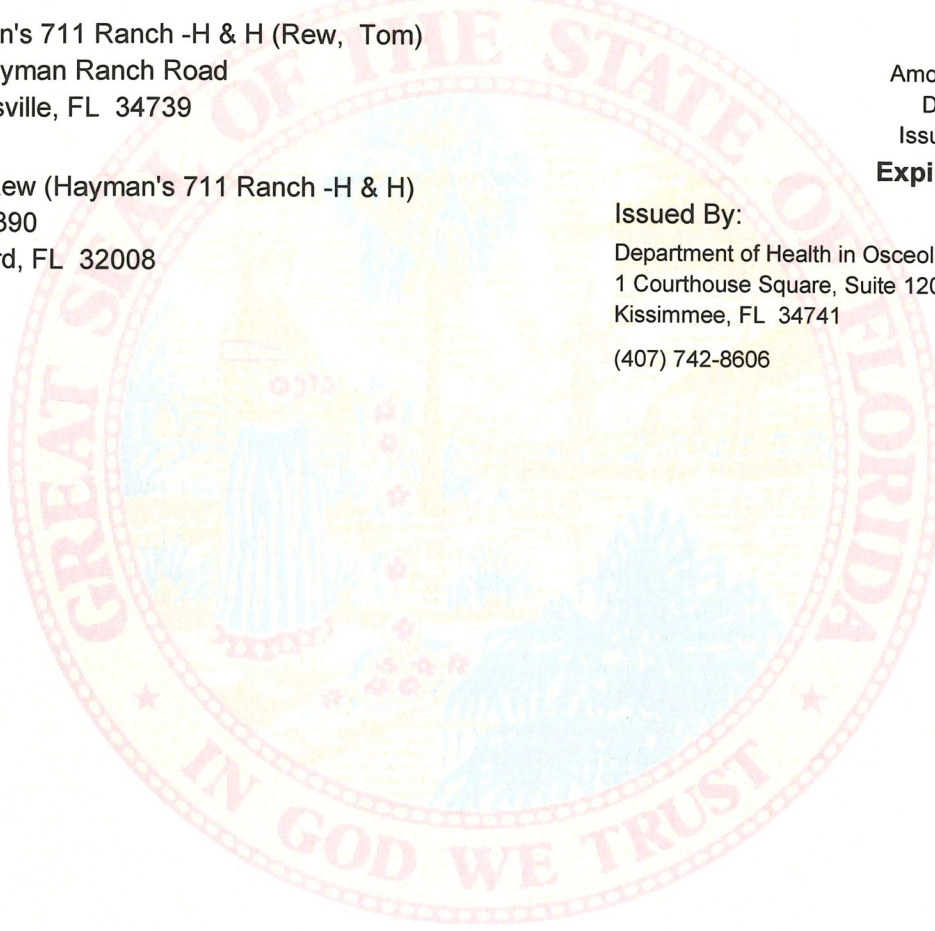 n's 711 Ranch -H & H (Rew, Tom)
yman Ranch Road
sville, FL 34739
ew (Hayman's 711 Ranch -H & H)
390
rd, FL 32008
Amo
D
Issu
Expi
Issued By:
Department of Health in Osceol
1 Courthouse Square, Suite 120
Kissimmee, FL 34741
(407) 742-8606
GREAT SEAL OF THE STATE OF FLORIDA
IN GOD WE TRUST